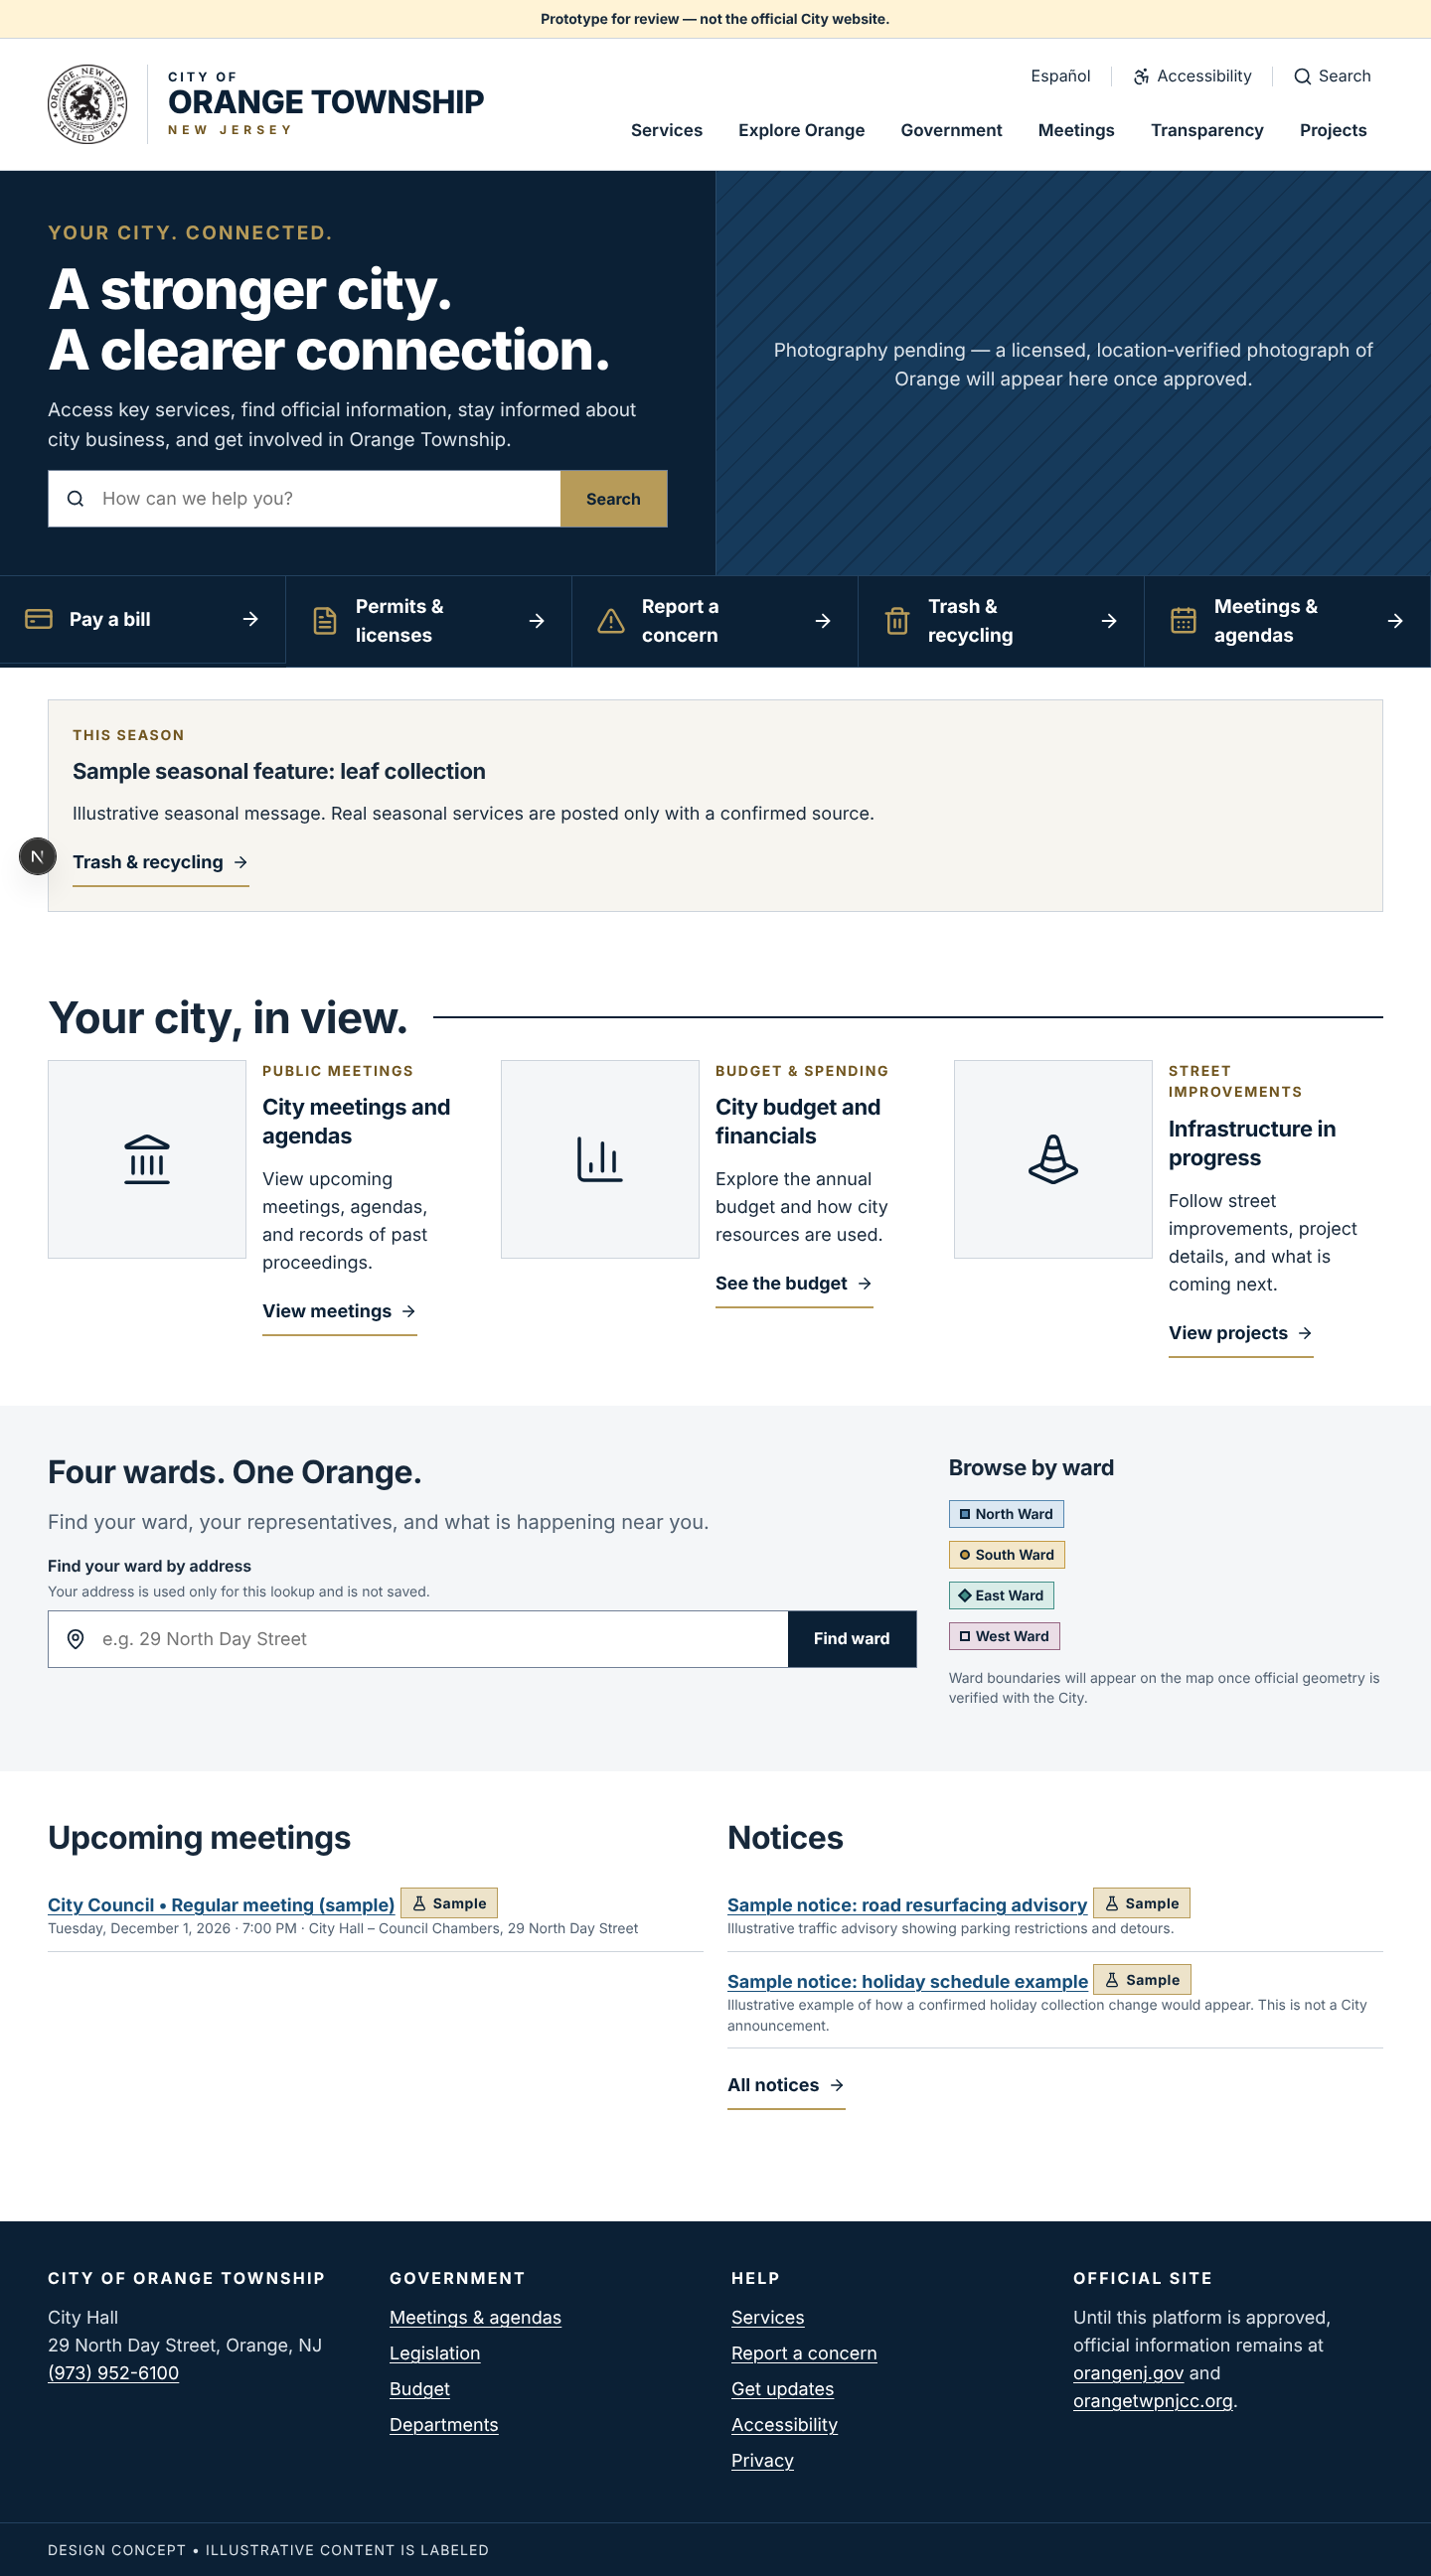 Prototype for review — not the official City website.
ORANGE, NEW JERSEY
SETTLED 1678
CITY OF
ORANGE TOWNSHIP
NEW JERSEY
Español
Accessibility
Search
Services
Explore Orange
Government
Meetings
Transparency
Projects
YOUR CITY. CONNECTED.
A stronger city.
A clearer connection.
Access key services, find official information, stay informed about
city business, and get involved in Orange Township.
How can we help you?
Search
Photography pending — a licensed, location-verified photograph of
Orange will appear here once approved.
Pay a bill
Permits &
licenses
Report a
concern
Trash &
recycling
Meetings &
agendas
THIS SEASON
Sample seasonal feature: leaf collection
Illustrative seasonal message. Real seasonal services are posted only with a confirmed source.
Trash & recycling
N
Your city, in view.
PUBLIC MEETINGS
City meetings and
agendas
View upcoming
meetings, agendas,
and records of past
proceedings.
View meetings
BUDGET & SPENDING
City budget and
financials
Explore the annual
budget and how city
resources are used.
See the budget
STREET
IMPROVEMENTS
Infrastructure in
progress
Follow street
improvements, project
details, and what is
coming next.
View projects
Four wards. One Orange.
Find your ward, your representatives, and what is happening near you.
Find your ward by address
Your address is used only for this lookup and is not saved.
e.g. 29 North Day Street
Find ward
Browse by ward
North Ward
South Ward
East Ward
West Ward
Ward boundaries will appear on the map once official geometry is
verified with the City.
Upcoming meetings
City Council • Regular meeting (sample)
Sample
Tuesday, December 1, 2026 · 7:00 PM · City Hall – Council Chambers, 29 North Day Street
Notices
Sample notice: road resurfacing advisory
Sample
Illustrative traffic advisory showing parking restrictions and detours.
Sample notice: holiday schedule example
Sample
Illustrative example of how a confirmed holiday collection change would appear. This is not a City
announcement.
All notices
CITY OF ORANGE TOWNSHIP
City Hall
29 North Day Street, Orange, NJ
(973) 952-6100
GOVERNMENT
Meetings & agendas
Legislation
Budget
Departments
HELP
Services
Report a concern
Get updates
Accessibility
Privacy
OFFICIAL SITE
Until this platform is approved,
official information remains at
orangenj.gov and
orangetwpnjcc.org.
DESIGN CONCEPT • ILLUSTRATIVE CONTENT IS LABELED